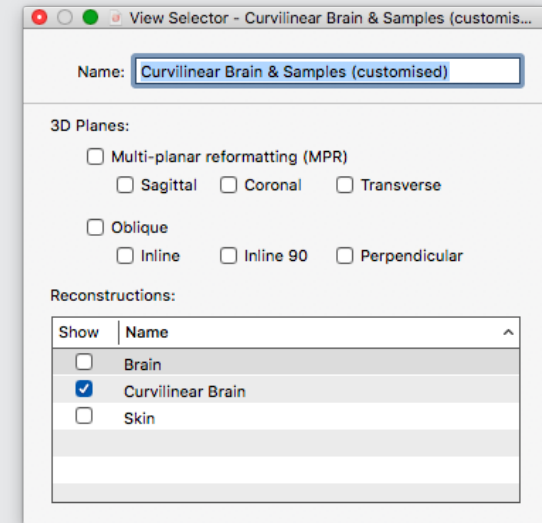 View Selector - Curvilinear Brain & Samples (customis...
Name: Curvilinear Brain & Samples (customised)
3D Planes:
Multi-planar reformatting (MPR)
Sagittal Coronal Transverse
Oblique
Inline Inline 90 Perpendicular
Reconstructions:
Show Name
Brain
Curvilinear Brain
Skin